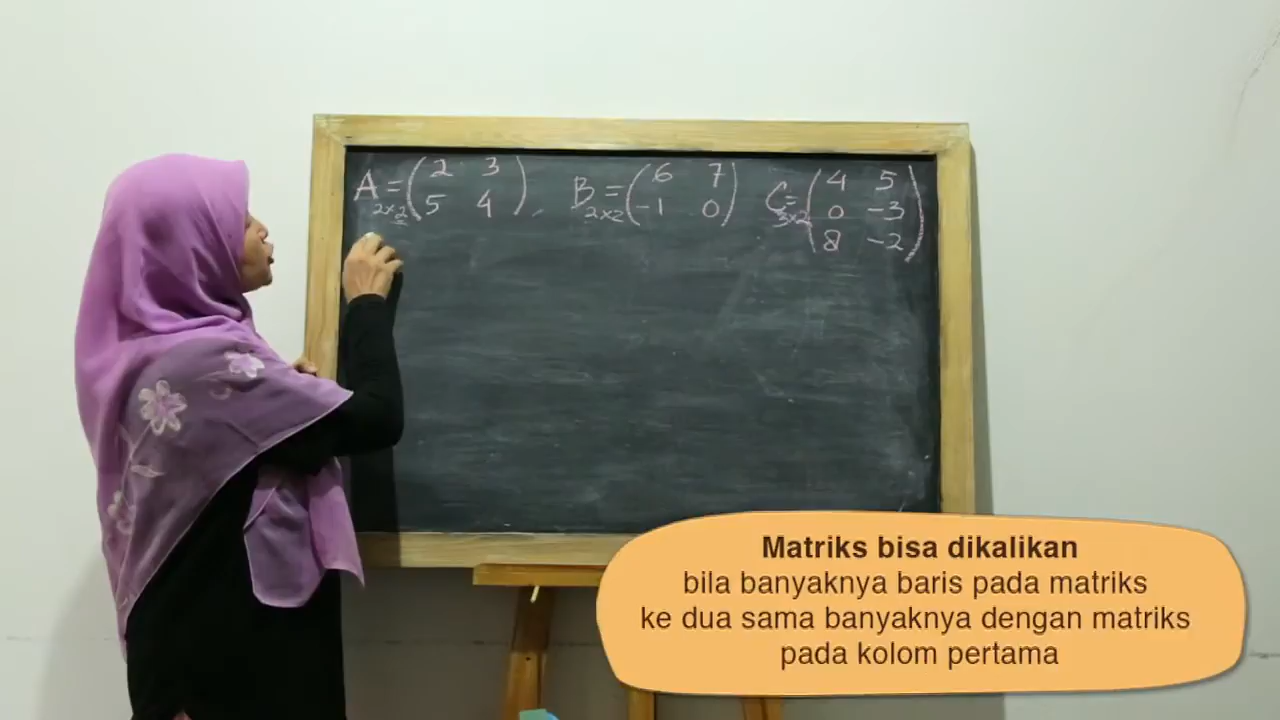 A = ( 2 3 ) , B = ( 6 7 ) C = ( 4 5 )
2x2 ( 5 4 ) 2x2 ( -1 0 ) 3x2 ( 0 -3 )
( 8 -2 )
Matriks bisa dikalikan
bila banyaknya baris pada matriks
ke dua sama banyaknya dengan matriks
pada kolom pertama